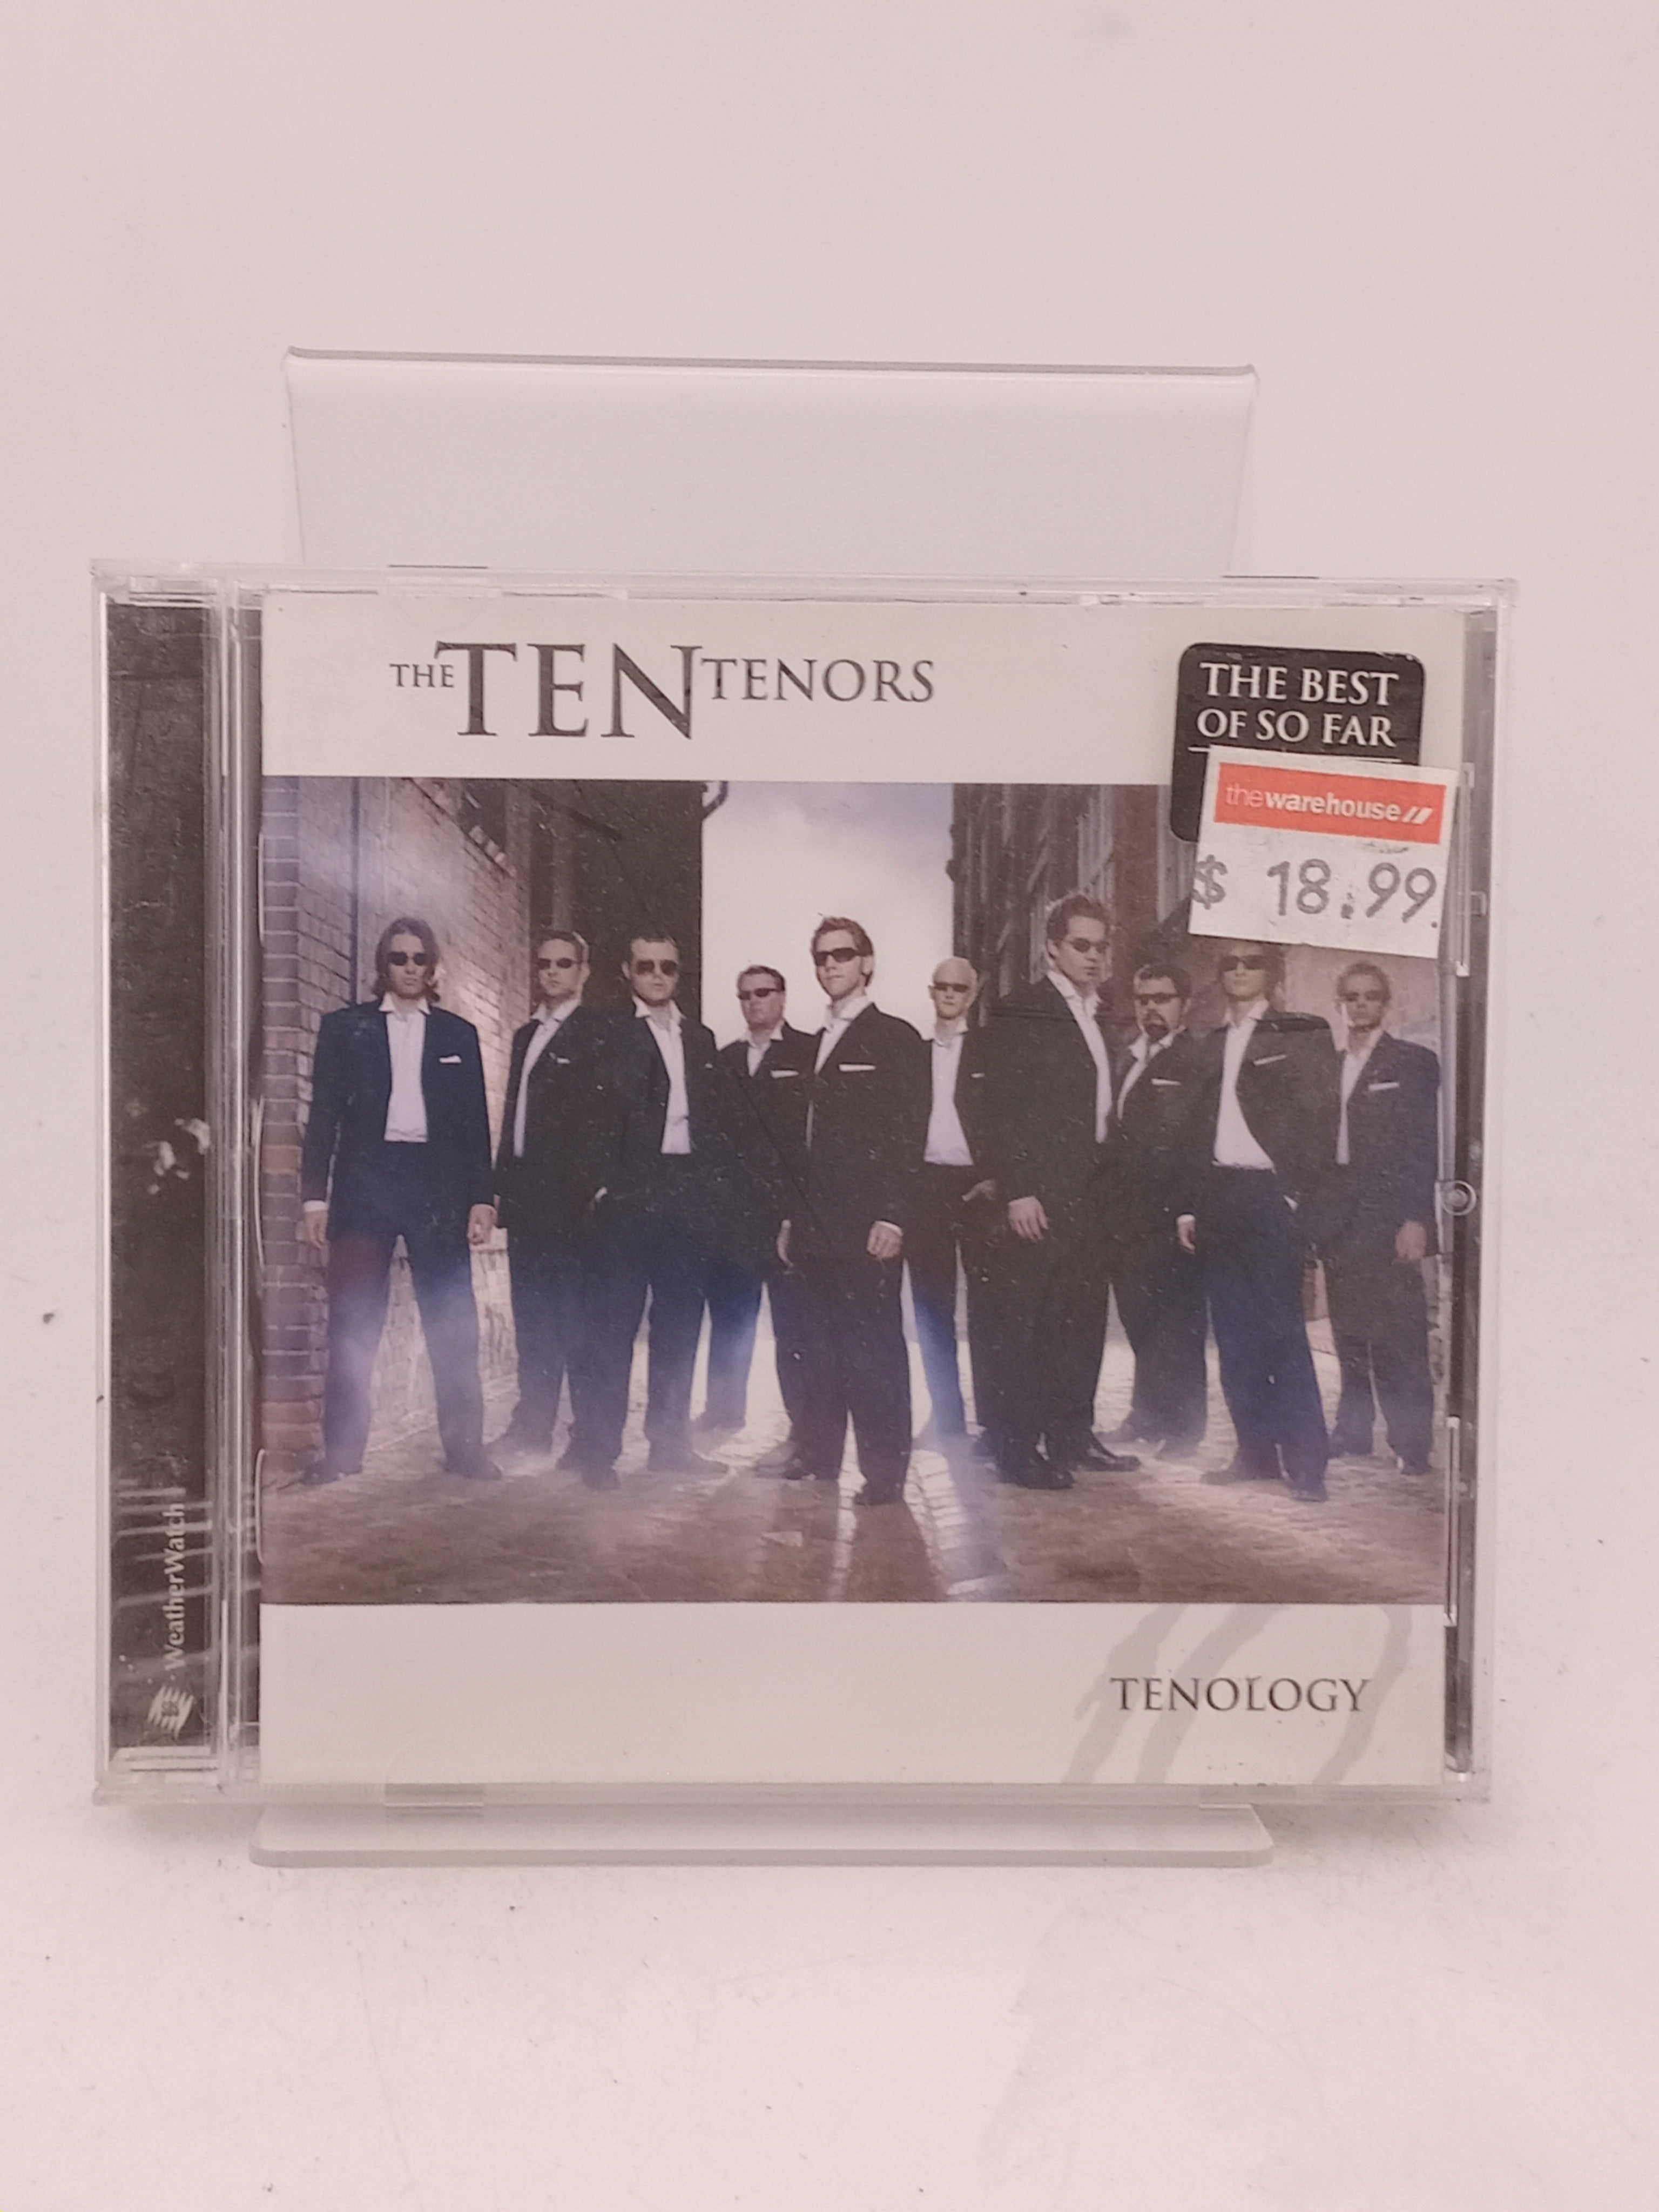 THE TEN TENORS
THE BEST
OF SO FAR
thewarehouse
$ 18.99
WeatherWatch
TENOLOGY